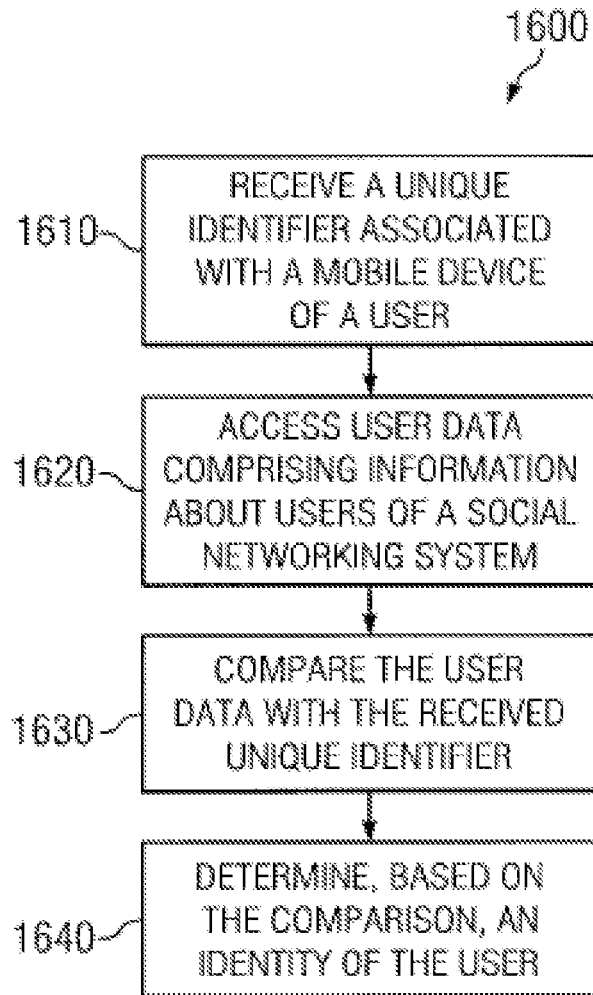 1600
1610
RECEIVE A UNIQUE
IDENTIFIER ASSOCIATED
WITH A MOBILE DEVICE
OF A USER
1620
ACCESS USER DATA
COMPRISING INFORMATION
ABOUT USERS OF A SOCIAL
NETWORKING SYSTEM
1630
COMPARE THE USER
DATA WITH THE RECEIVED
UNIQUE IDENTIFIER
1640
DETERMINE, BASED ON
THE COMPARISON, AN
IDENTITY OF THE USER